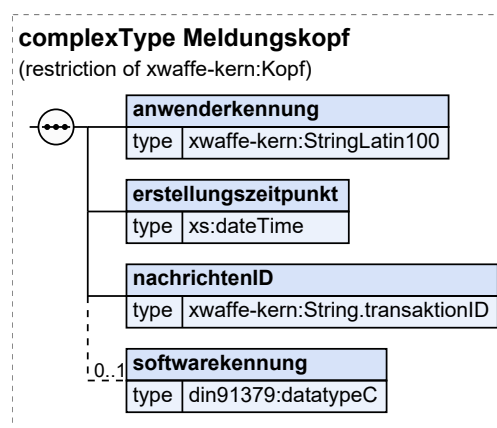 complexType Meldungskopf
(restriction of xwaffe-kern:Kopf)
anwenderkennung
type xwaffe-kern:StringLatin100
erstellungszeitpunkt
type xs:dateTime
nachrichtenID
type xwaffe-kern:String.transaktionID
0..1
softwarekennung
type din91379:datatypeC